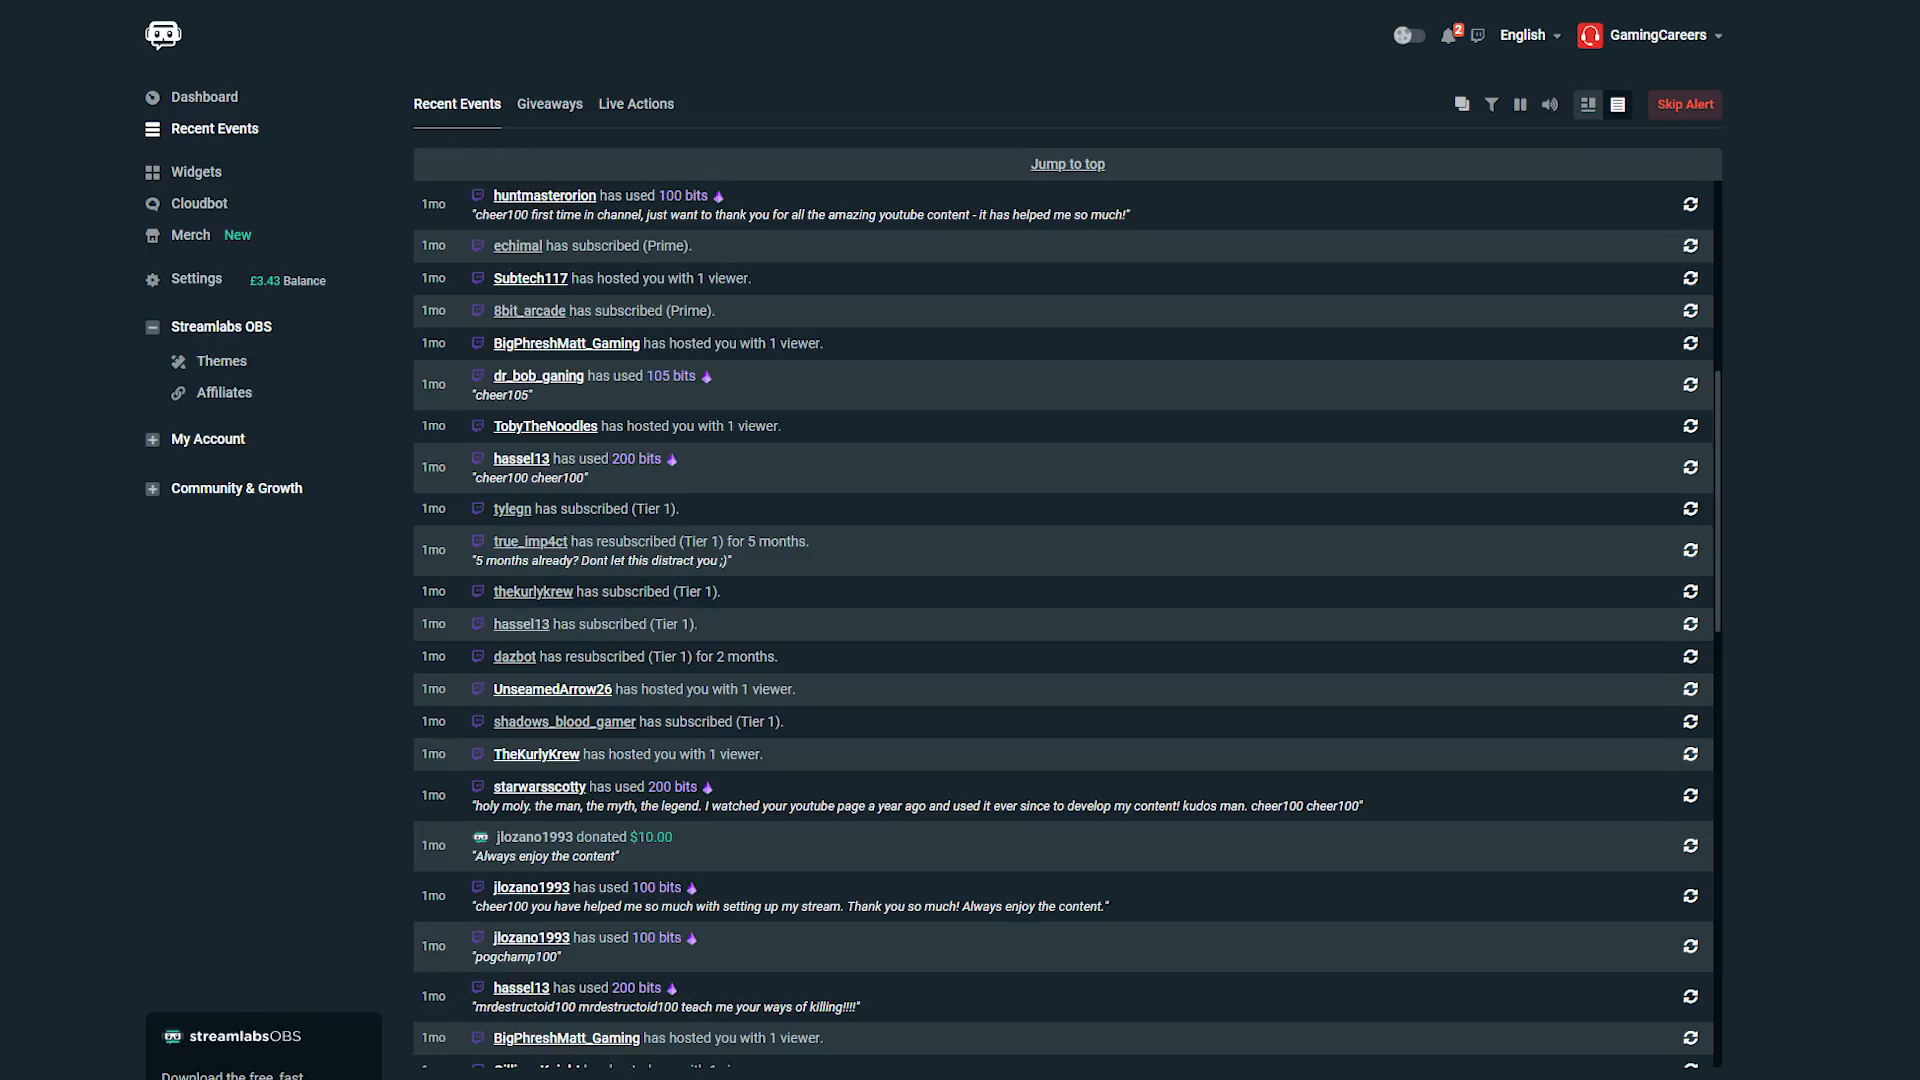 2
English
GamingCareers
Dashboard
Recent Events
Widgets
Cloudbot
Merch New
Settings £3.43 Balance
Streamlabs OBS
Themes
Affiliates
My Account
Community & Growth
streamlabsOBS
Download the free, fast
Recent Events Giveaways Live Actions
Skip Alert
Jump to top
1mo huntmasterorion has used 100 bits
"cheer100 first time in channel, just want to thank you for all the amazing youtube content - it has helped me so much!"
1mo echimal has subscribed (Prime).
1mo Subtech117 has hosted you with 1 viewer.
1mo 8bit_arcade has subscribed (Prime).
1mo BigPhreshMatt_Gaming has hosted you with 1 viewer.
1mo dr_bob_ganing has used 105 bits
"cheer105"
1mo TobyTheNoodles has hosted you with 1 viewer.
1mo hassel13 has used 200 bits
"cheer100 cheer100"
1mo tylegn has subscribed (Tier 1).
1mo true_imp4ct has resubscribed (Tier 1) for 5 months.
"5 months already? Dont let this distract you ;)"
1mo thekurlykrew has subscribed (Tier 1).
1mo hassel13 has subscribed (Tier 1).
1mo dazbot has resubscribed (Tier 1) for 2 months.
1mo UnseamedArrow26 has hosted you with 1 viewer.
1mo shadows_blood_gamer has subscribed (Tier 1).
1mo TheKurlyKrew has hosted you with 1 viewer.
1mo starwarsscotty has used 200 bits
"holy moly. the man, the myth, the legend. I watched your youtube page a year ago and used it ever since to develop my content! kudos man. cheer100 cheer100"
1mo jlozano1993 donated $10.00
"Always enjoy the content"
1mo jlozano1993 has used 100 bits
"cheer100 you have helped me so much with setting up my stream. Thank you so much! Always enjoy the content."
1mo jlozano1993 has used 100 bits
"pogchamp100"
1mo hassel13 has used 200 bits
"mrdestructoid100 mrdestructoid100 teach me your ways of killing!!!!"
1mo BigPhreshMatt_Gaming has hosted you with 1 viewer.